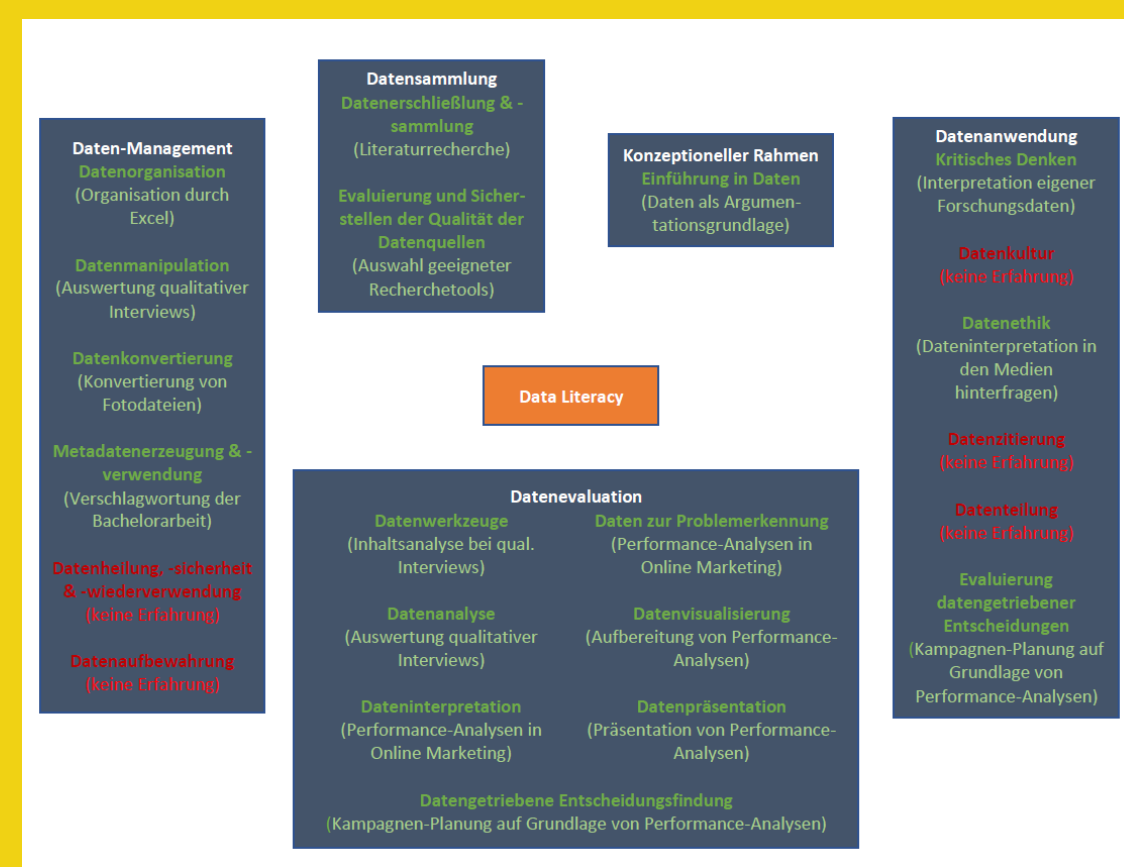 Daten-Management
Datenorganisation
(Organisation durch
Excel)
Datenmanipulation
(Auswertung qualitativer
Interviews)
Datenkonvertierung
(Konvertierung von
Fotodateien)
Metadatenerzeugung & -
verwendung
(Verschlagwortung der
Bachelorarbeit)
Datenheilung, -sicherheit
& -wiederverwendung
(keine Erfahrung)
Datenaufbewahrung
(keine Erfahrung)
Datensammlung
Datenerschließung & -
sammlung
(Literaturrecherche)
Evaluierung und Sicher-
stellen der Qualität der
Datenquellen
(Auswahl geeigneter
Recherchetools)
Konzeptioneller Rahmen
Einführung in Daten
(Daten als Argumen-
tationsgrundlage)
Data Literacy
Datenevaluation
Datenwerkzeuge
(Inhaltsanalyse bei qual.
Interviews)
Datenanalyse
(Auswertung qualitativer
Interviews)
Dateninterpretation
(Performance-Analysen in
Online Marketing)
Daten zur Problemerkennung
(Performance-Analysen in
Online Marketing)
Datenvisualisierung
(Aufbereitung von Performance-
Analysen)
Datenpräsentation
(Präsentation von Performance-
Analysen)
Datengetriebene Entscheidungsfindung
(Kampagnen-Planung auf Grundlage von Performance-Analysen)
Datenanwendung
Kritisches Denken
(Interpretation eigener
Forschungsdaten)
Datenkultur
(keine Erfahrung)
Datenethik
(Dateninterpretation in
den Medien
hinterfragen)
Datenzitierung
(keine Erfahrung)
Datenteilung
(keine Erfahrung)
Evaluierung
datengetriebener
Entscheidungen
(Kampagnen-Planung auf
Grundlage von
Performance-Analysen)